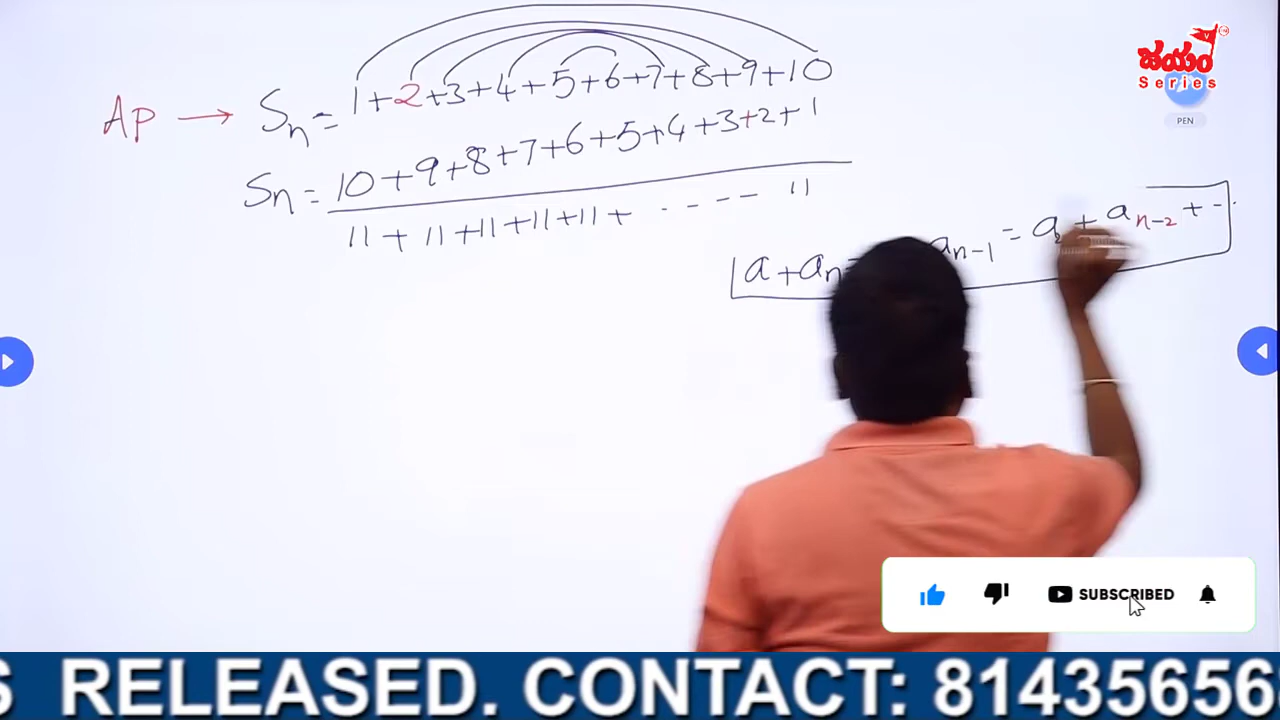 జయం
Series
PEN
AP → Sn = 1+2+3+4+5+6+7+8+9+10
Sn = 10+9+8+7+6+5+4+3+2+1
11+11+11+11+11+ - - - - 11
a+an= an-1 = a + an-2 + - -
SUBSCRIBED
RELEASED. CONTACT: 81435656